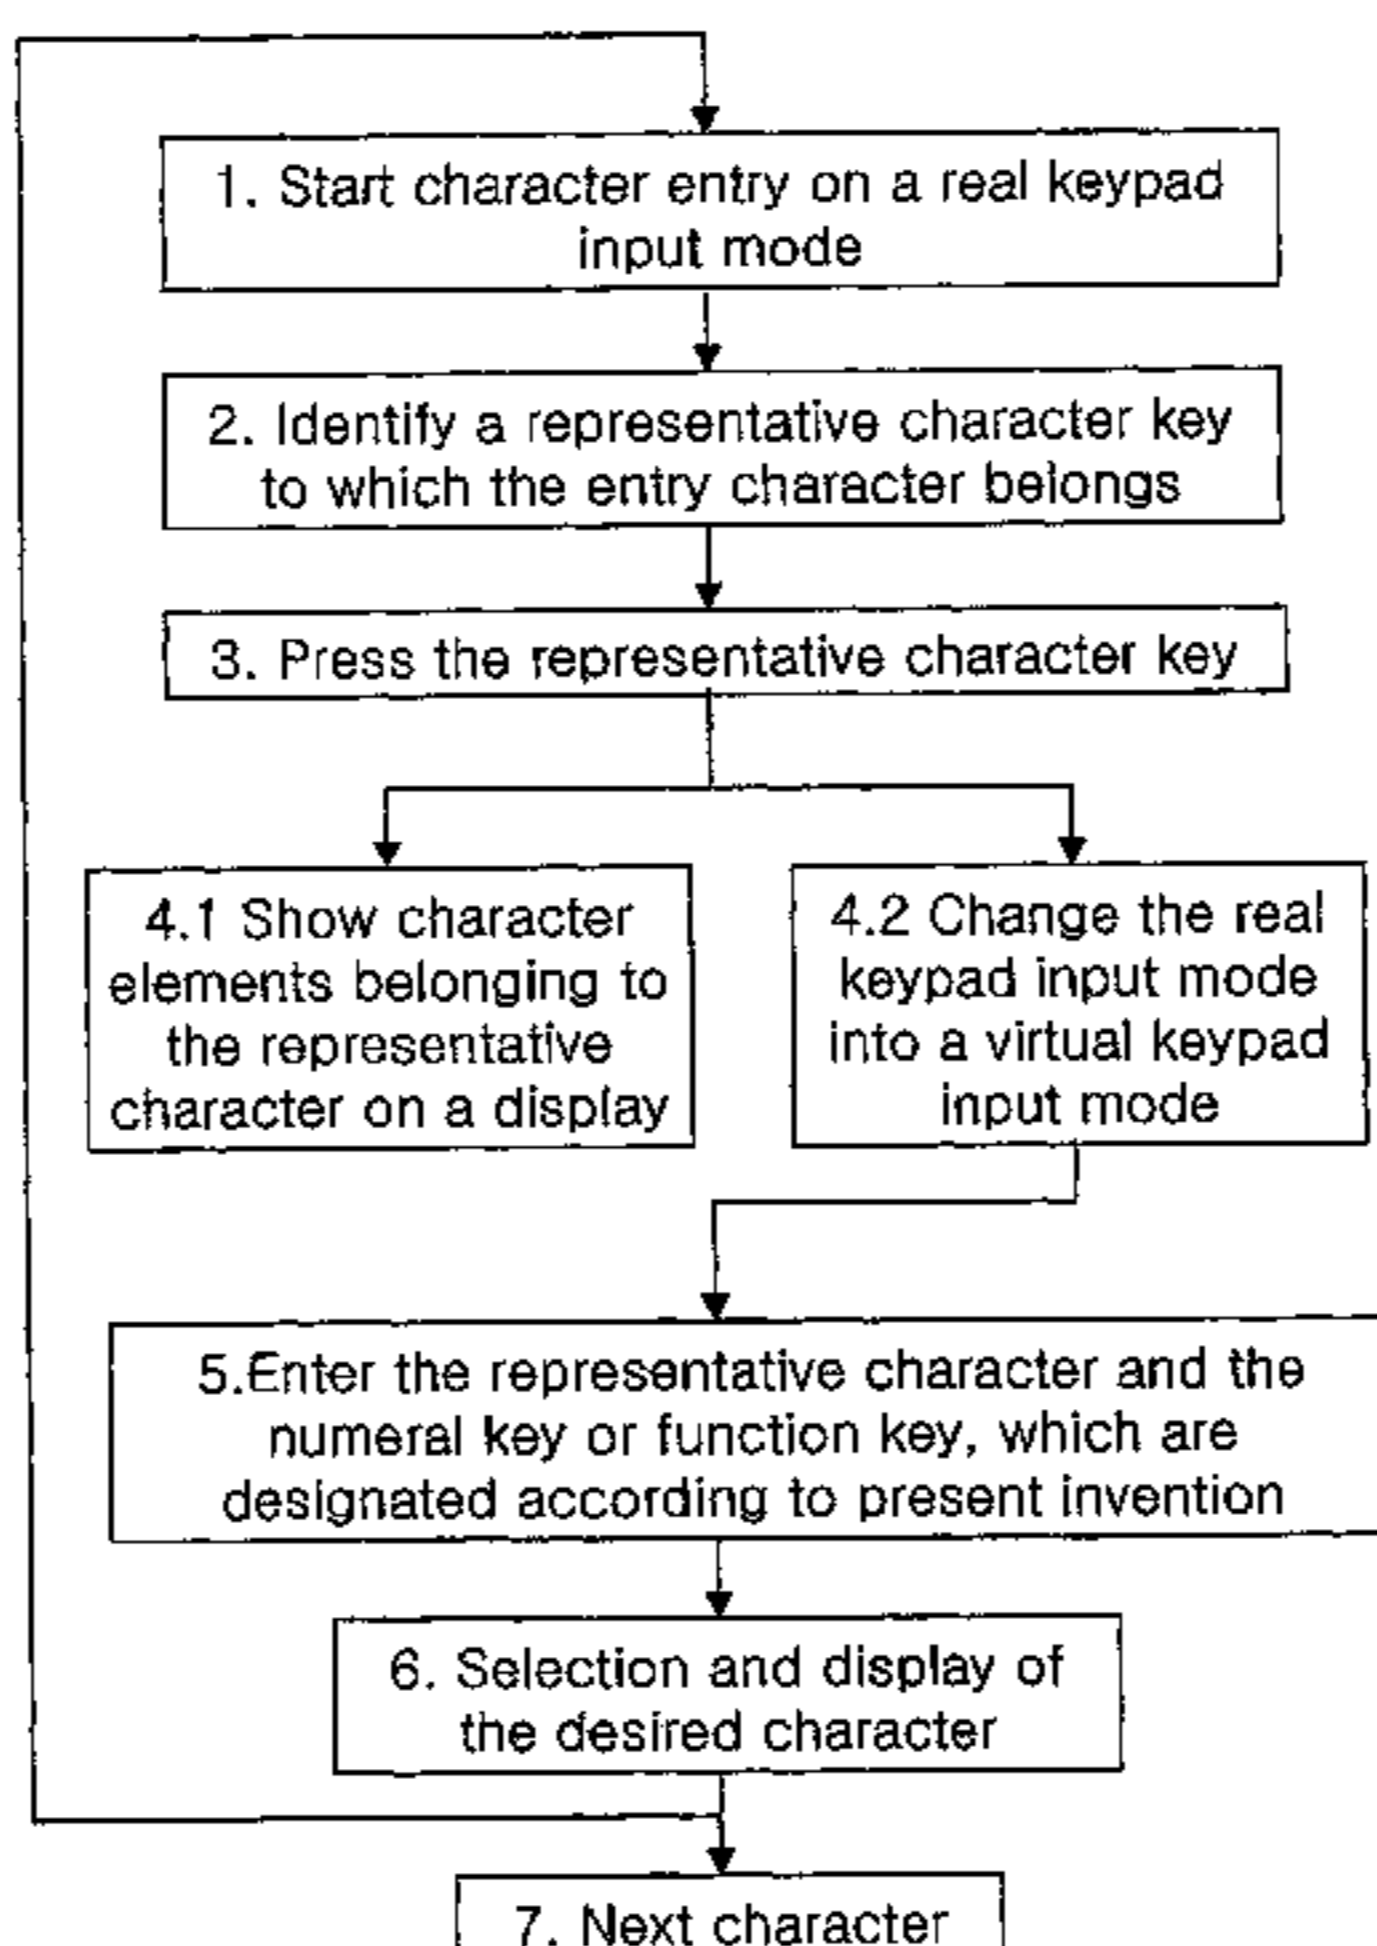 1. Start character entry on a real keypad
input mode
2. Identify a representative character key
to which the entry character belongs
3. Press the representative character key
4.1 Show character
elements belonging to
the representative
character on a display
4.2 Change the real
keypad input mode
into a virtual keypad
input mode
5.Enter the representative character and the
numeral key or function key, which are
designated according to present invention
6. Selection and display of
the desired character
7. Next character